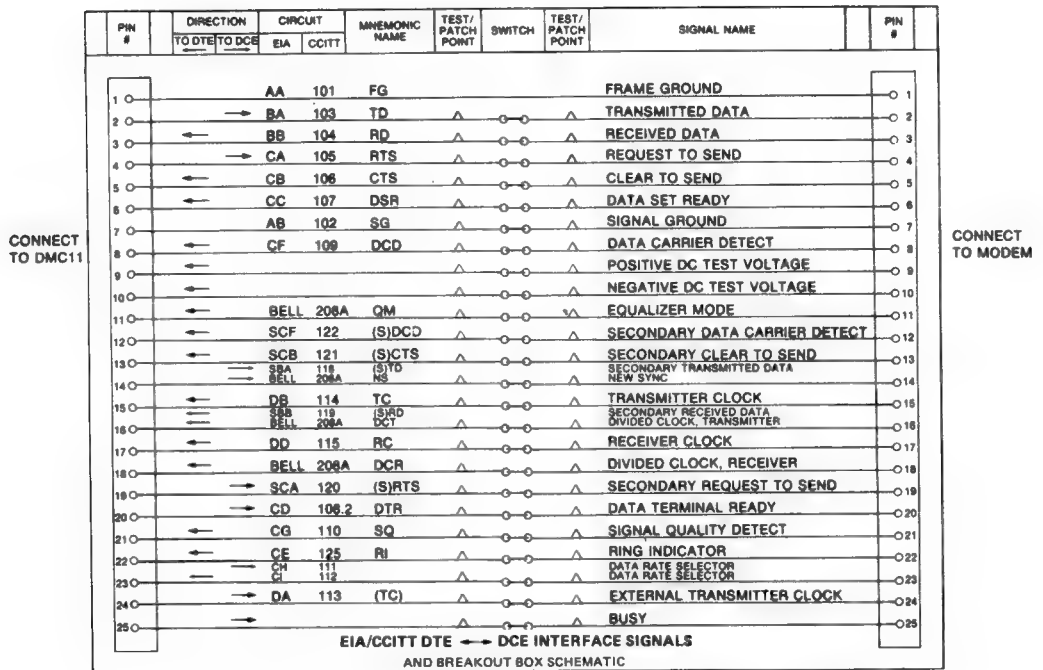 PIN # DIRECTION CIRCUIT MNEMONIC NAME TEST/ PATCH POINT SWITCH TEST/ PATCH POINT SIGNAL NAME PIN #
TO DTE TO DCE EIA CCITT
1 AA 101 FG FRAME GROUND 1
2 BA 103 TD TRANSMITTED DATA 2
3 BB 104 RD RECEIVED DATA 3
4 CA 105 RTS REQUEST TO SEND 4
5 CB 106 CTS CLEAR TO SEND 5
6 CC 107 DSR DATA SET READY 6
7 AB 102 SG SIGNAL GROUND 7
8 CF 109 DCD DATA CARRIER DETECT 8
9 POSITIVE DC TEST VOLTAGE 9
10 NEGATIVE DC TEST VOLTAGE 10
11 BELL 208A QM EQUALIZER MODE 11
12 SCF 122 (S)DCD SECONDARY DATA CARRIER DETECT 12
13 SCB 121 (S)CTS SECONDARY CLEAR TO SEND 13
SBA 118 (S)TD SECONDARY TRANSMITTED DATA
14 BELL 208A NS NEW SYNC 14
15 DB 114 TC TRANSMITTER CLOCK 15
SBB 119 (S)RD SECONDARY RECEIVED DATA
16 BELL 208A DCT DIVIDED CLOCK, TRANSMITTER 16
17 DD 115 RC RECEIVER CLOCK 17
18 BELL 208A DCR DIVIDED CLOCK, RECEIVER 18
19 SCA 120 (S)RTS SECONDARY REQUEST TO SEND 19
20 CD 108.2 DTR DATA TERMINAL READY 20
21 CG 110 SQ SIGNAL QUALITY DETECT 21
22 CE 125 RI RING INDICATOR 22
CH 111 DATA RATE SELECTOR
23 CI 112 DATA RATE SELECTOR 23
24 DA 113 (TC) EXTERNAL TRANSMITTER CLOCK 24
25 BUSY 25
CONNECT
TO DMC11
CONNECT
TO MODEM
EIA/CCITT DTE ←→ DCE INTERFACE SIGNALS
AND BREAKOUT BOX SCHEMATIC